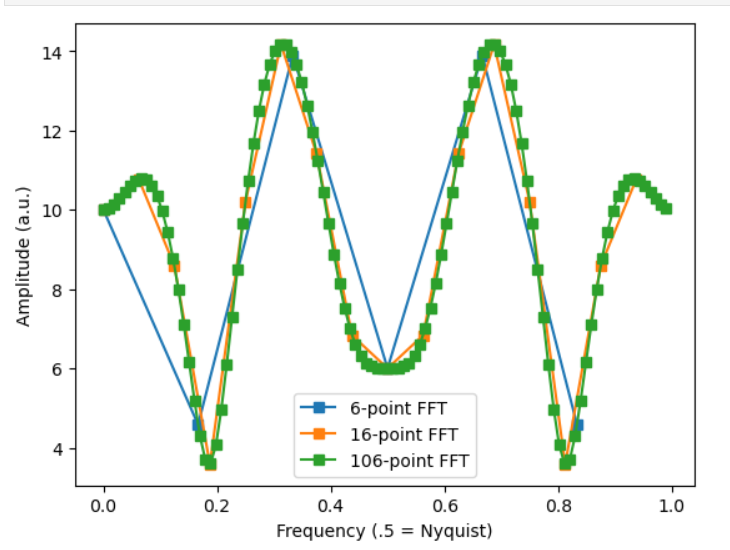 14
12
10
8
6
4
Amplitude (a.u.)
6-point FFT
16-point FFT
106-point FFT
0.0 0.2 0.4 0.6 0.8 1.0
Frequency (.5 = Nyquist)